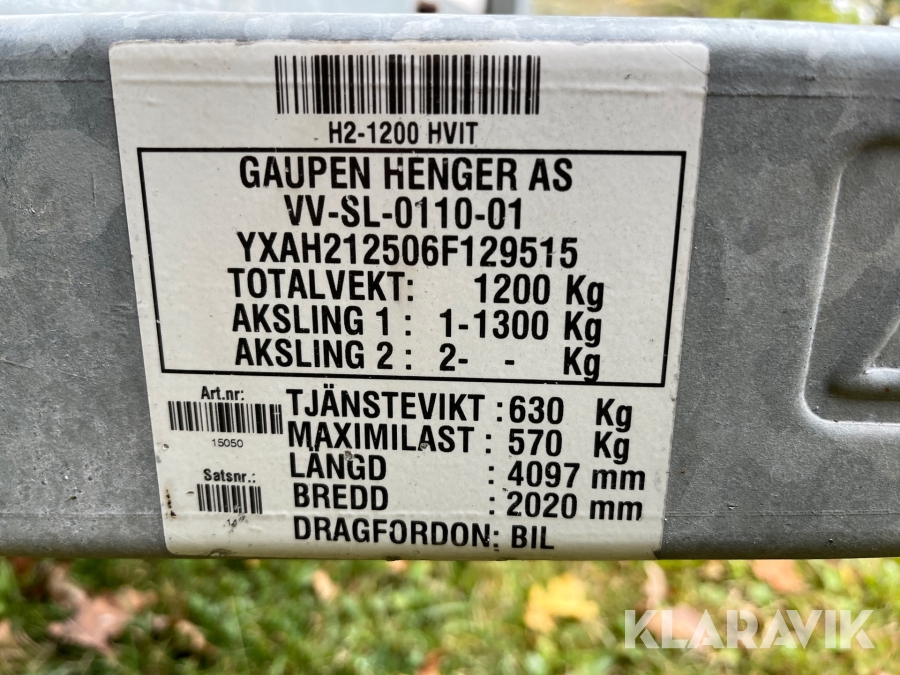 H2-1200 HVIT
GAUPEN HENGER AS
VV-SL-0110-01
YXAH212506F129515
TOTALVEKT: 1200 Kg
AKSLING 1 : 1-1300 Kg
AKSLING 2 : 2- - Kg
Art.nr:
15050
Satsnr.:
TJÄNSTEVIKT : 630 Kg
MAXIMILAST : 570 Kg
LÄNGD : 4097 mm
BREDD : 2020 mm
DRAGFORDON: BIL
KLARAVIK